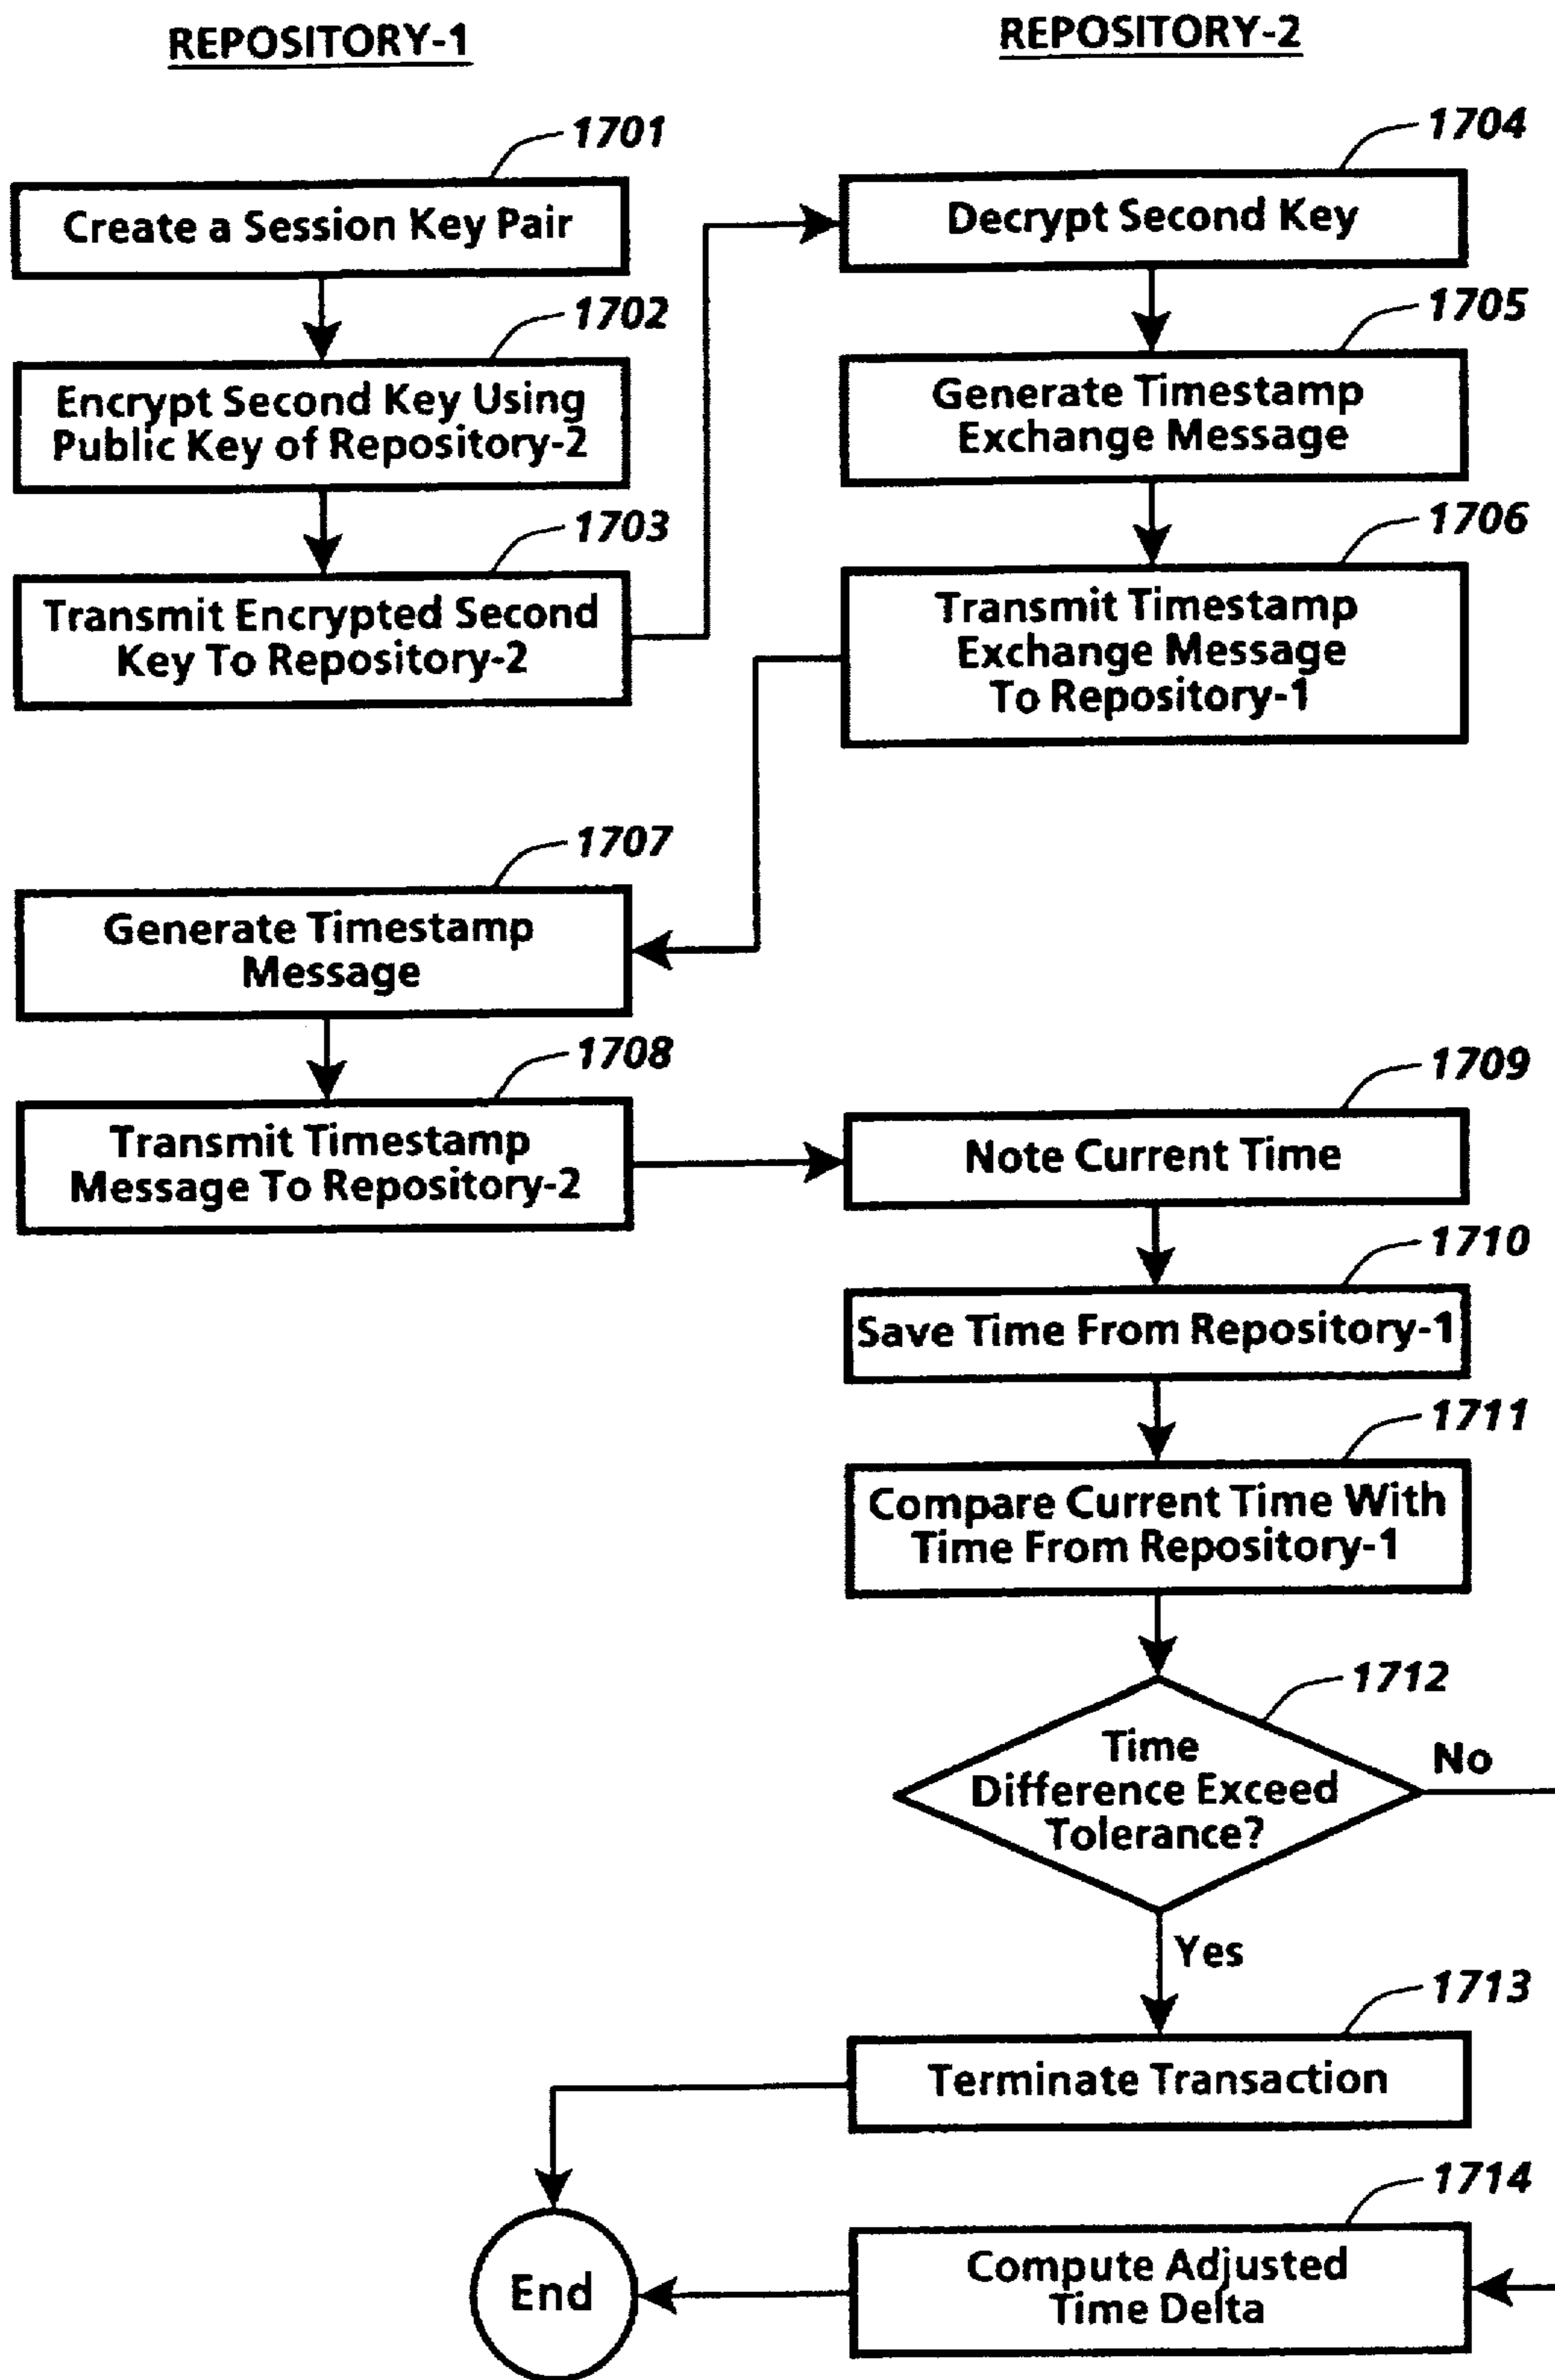 REPOSITORY-1
REPOSITORY-2
1701
Create a Session Key Pair
1702
Encrypt Second Key Using
Public Key of Repository-2
1703
Transmit Encrypted Second
Key To Repository-2
1704
Decrypt Second Key
1705
Generate Timestamp
Exchange Message
1706
Transmit Timestamp
Exchange Message
To Repository-1
1707
Generate Timestamp
Message
1708
Transmit Timestamp
Message To Repository-2
1709
Note Current Time
1710
Save Time From Repository-1
1711
Compare Current Time With
Time From Repository-1
1712
Time
Difference Exceed
Tolerance?
No
Yes
1713
Terminate Transaction
1714
Compute Adjusted
Time Delta
End